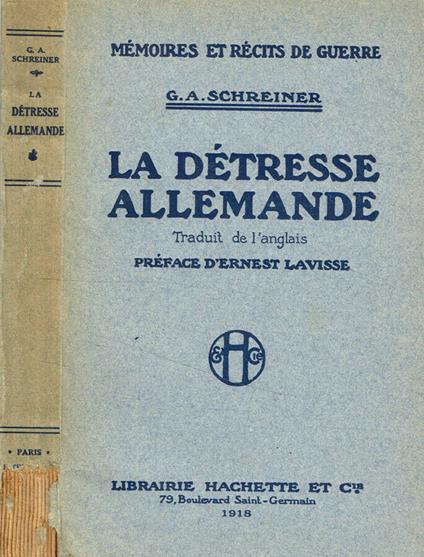 G. A.
SCHREINER
LA
DÉTRESSE
ALLEMANDE
• PARIS •
MÉMOIRES ET RÉCITS DE GUERRE
G. A. SCHREINER
LA DÉTRESSE
ALLEMANDE
Traduit de l'anglais
PRÉFACE D'ERNEST LAVISSE
H & Cie
LIBRAIRIE HACHETTE ET Cie
79, Boulevard Saint-Germain
1918